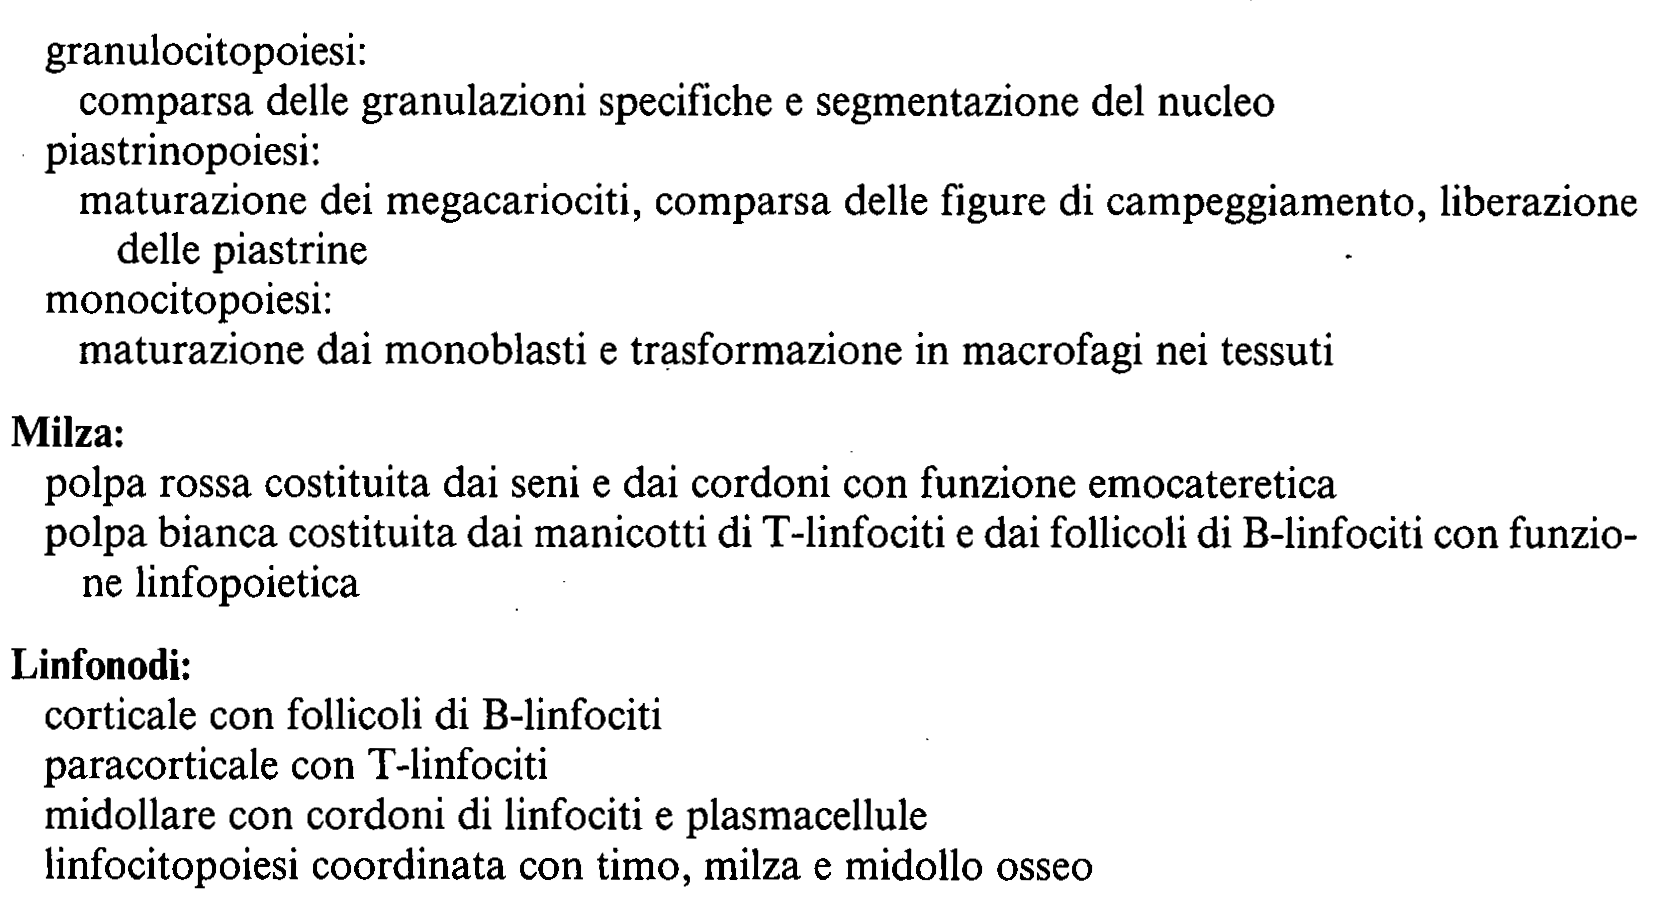 granulocitopoiesi:
comparsa delle granulazioni specifiche e segmentazione del nucleo
piastrinopoiesi:
maturazione dei megacariociti, comparsa delle figure di campeggiamento, liberazione
delle piastrine
monocitopoiesi:
maturazione dai monoblasti e trasformazione in macrofagi nei tessuti
Milza:
polpa rossa costituita dai seni e dai cordoni con funzione emocateretica
polpa bianca costituita dai manicotti di T-linfociti e dai follicoli di B-linfociti con funzio-
ne linfopoietica
Linfonodi:
corticale con follicoli di B-linfociti
paracorticale con T-linfociti
midollare con cordoni di linfociti e plasmacellule
linfocitopoiesi coordinata con timo, milza e midollo osseo